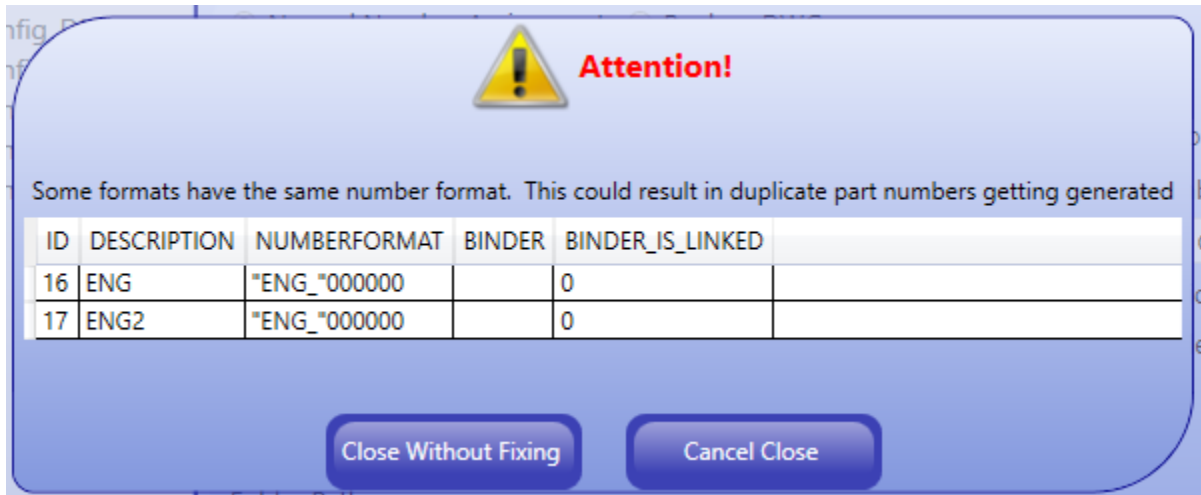 Attention!
Some formats have the same number format.  This could result in duplicate part numbers getting generated
ID DESCRIPTION NUMBERFORMAT BINDER BINDER_IS_LINKED
16 ENG "ENG_"000000 0
17 ENG2 "ENG_"000000 0
Close Without Fixing Cancel Close